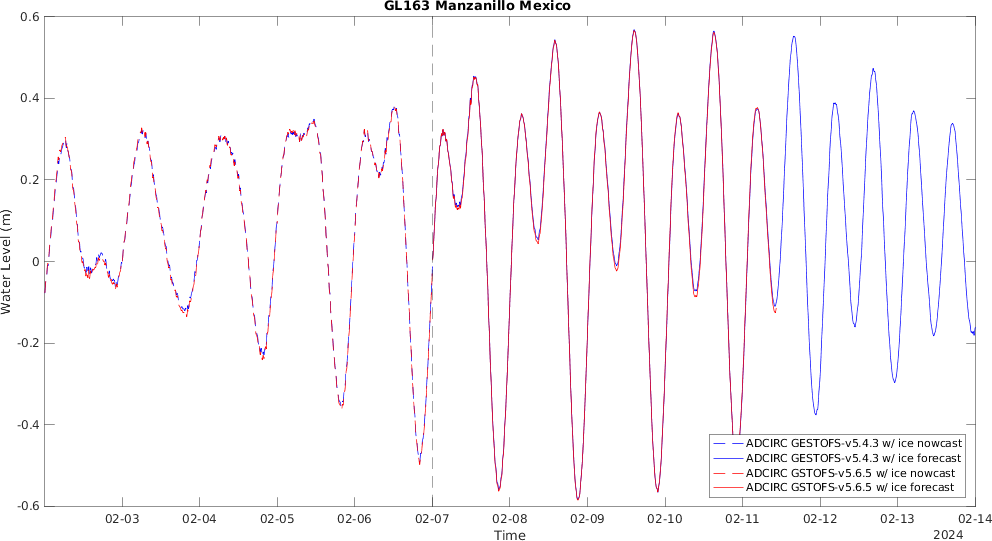 GL163 Manzanillo Mexico
0.6
0.4
0.2
0
-0.2
-0.4
-0.6
Water Level (m)
ADCIRC GESTOFS-v5.4.3 w/ ice nowcast
ADCIRC GESTOFS-v5.4.3 w/ ice forecast
ADCIRC GSTOFS-v5.6.5 w/ ice nowcast
ADCIRC GSTOFS-v5.6.5 w/ ice forecast
02-03 02-04 02-05 02-06 02-07 02-08 02-09 02-10 02-11 02-12 02-13 02-14
Time
2024